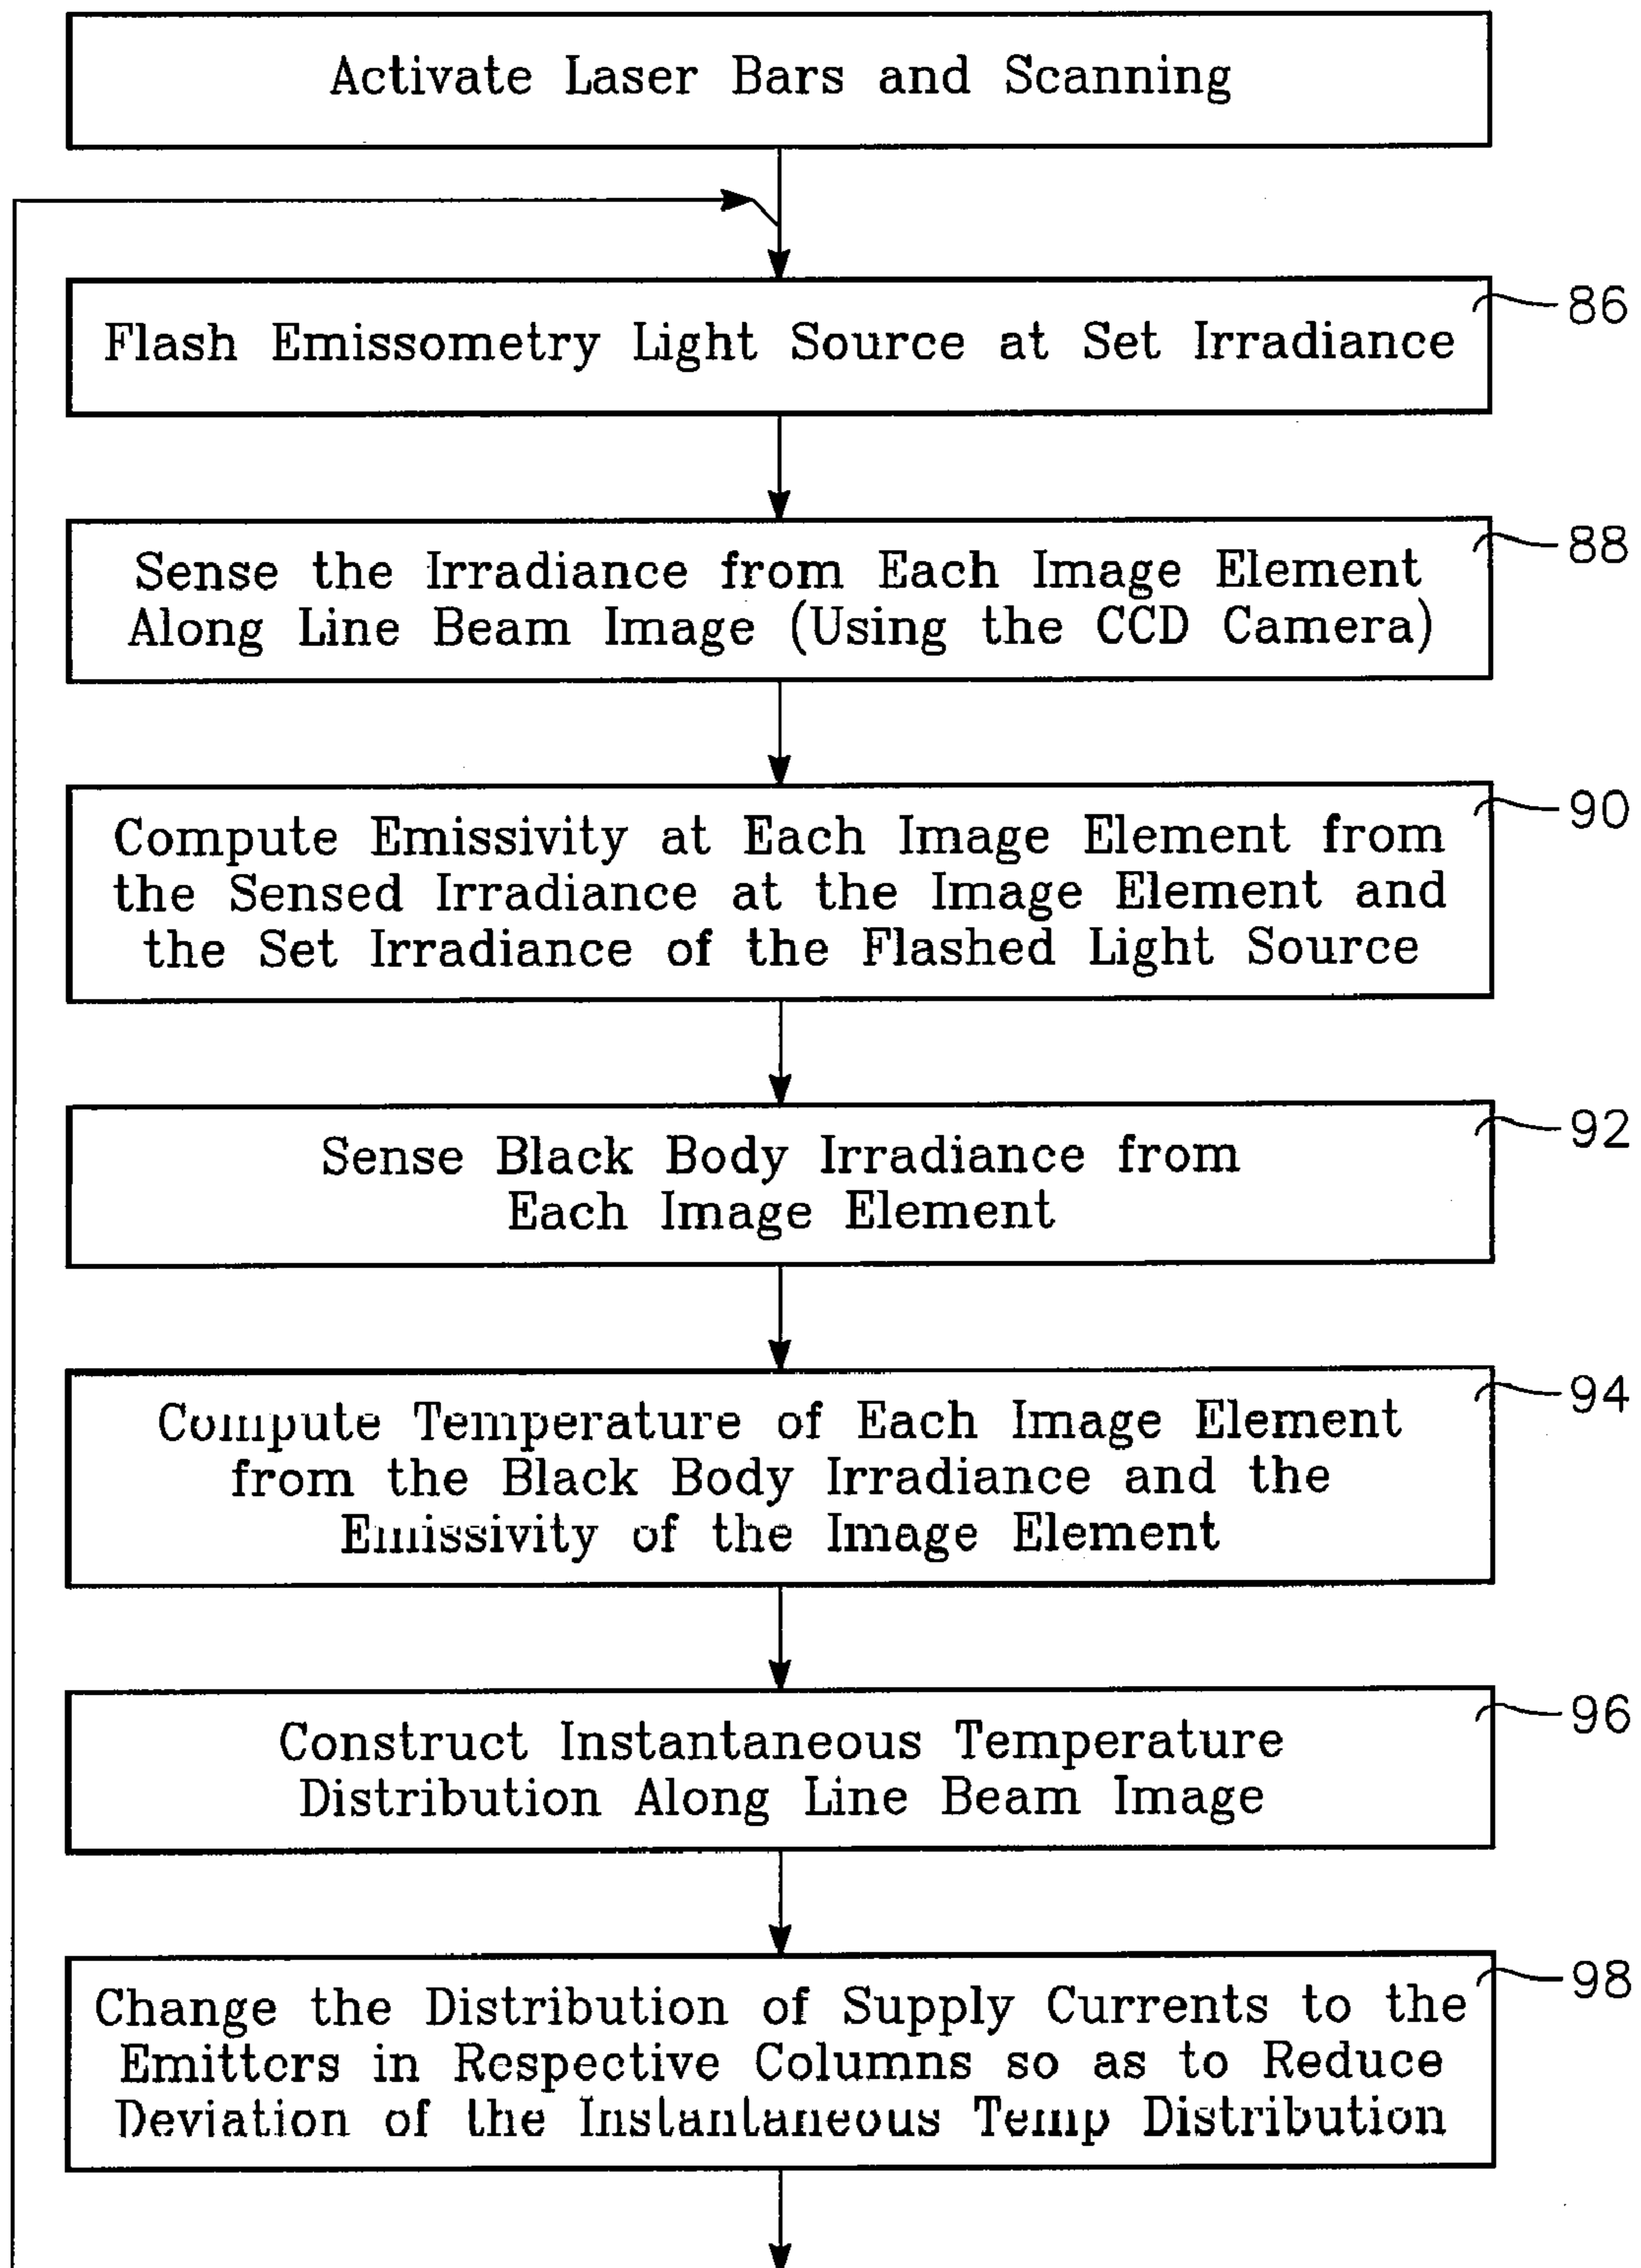 Activate Laser Bars and Scanning
86
Flash Emissometry Light Source at Set Irradiance
88
Sense the Irradiance from Each Image Element
Along Line Beam Image (Using the CCD Camera)
90
Compute Emissivity at Each Image Element from
the Sensed Irradiance at the Image Element and
the Set Irradiance of the Flashed Light Source
92
Sense Black Body Irradiance from
Each Image Element
94
Compute Temperature of Each Image Element
from the Black Body Irradiance and the
Emissivity of the Image Element
96
Construct Instantaneous Temperature
Distribution Along Line Beam Image
98
Change the Distribution of Supply Currents to the
Emitters in Respective Columns so as to Reduce
Deviation of the Instantaneous Temp Distribution